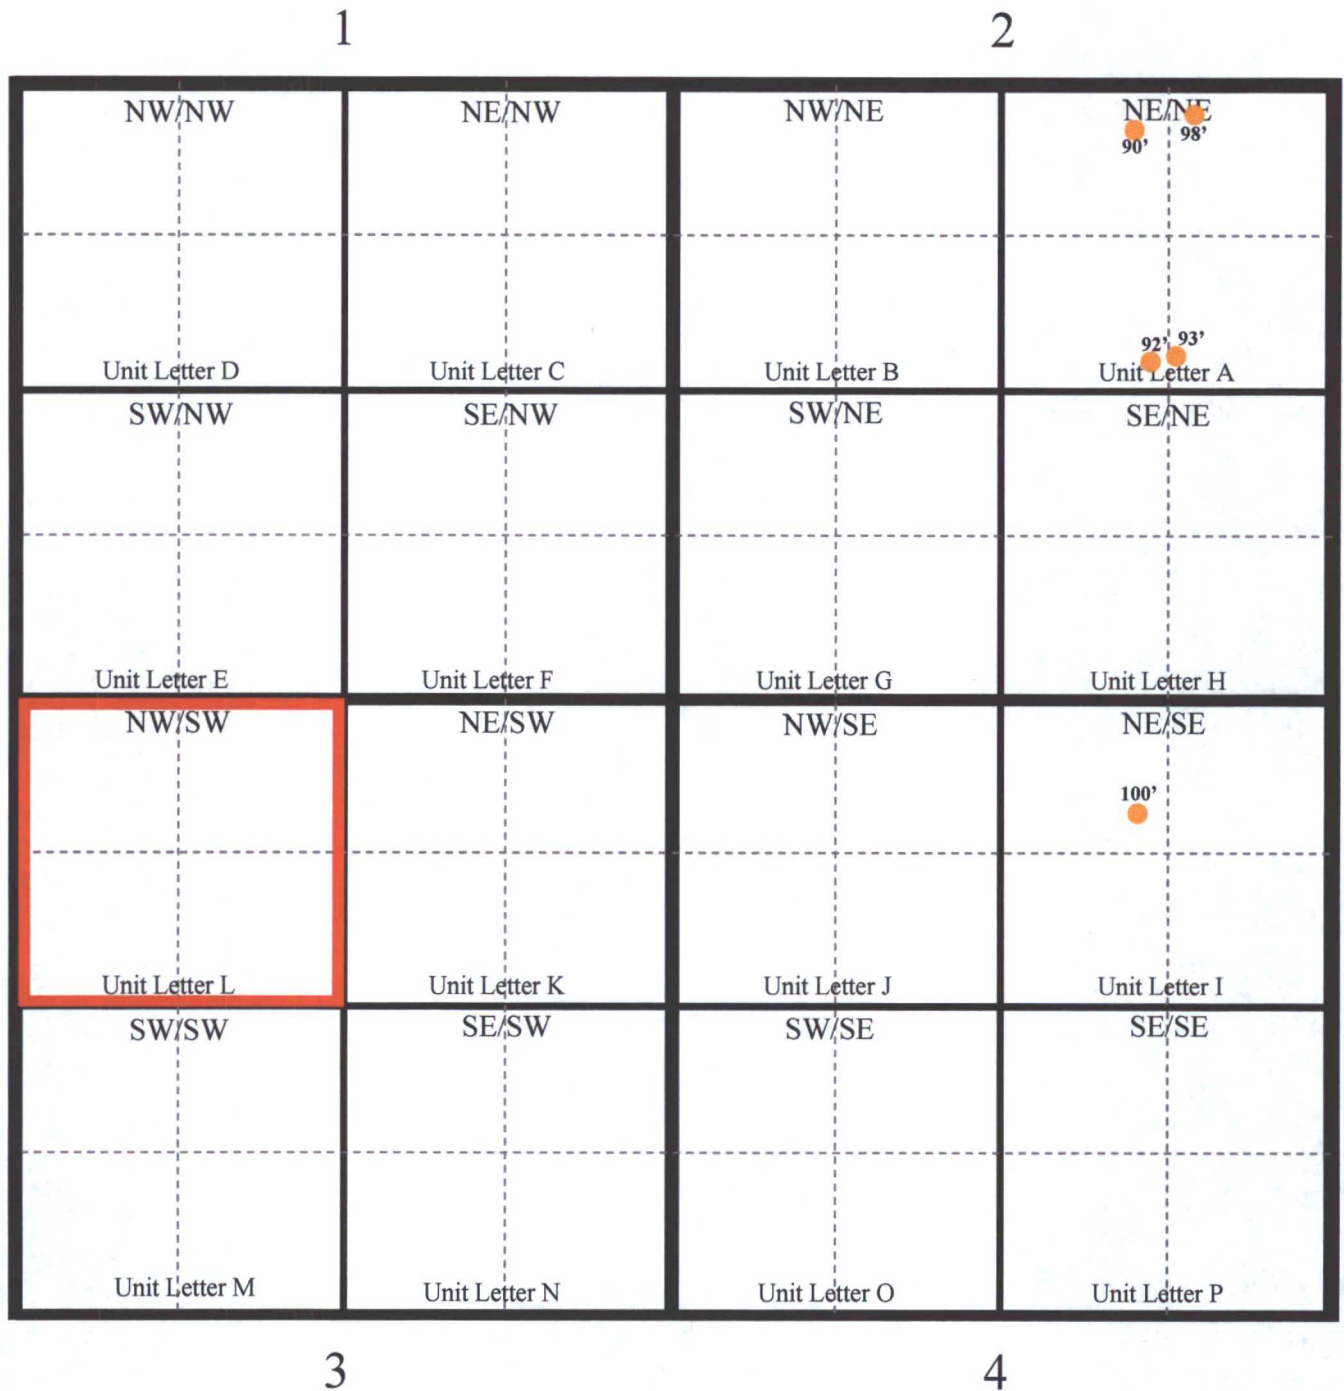 1 2
NW/NW NE/NW NW/NE NE/NE
90’ 98’
92’ 93’
Unit Letter D Unit Letter C Unit Letter B Unit Letter A
SW/NW SE/NW SW/NE SE/NE
Unit Letter E Unit Letter F Unit Letter G Unit Letter H
NW/SW NE/SW NW/SE NE/SE
100’
Unit Letter L Unit Letter K Unit Letter J Unit Letter I
SW/SW SE/SW SW/SE SE/SE
Unit Letter M Unit Letter N Unit Letter O Unit Letter P
3 4